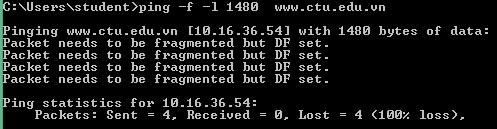 C:\Users\student>ping -f -l 1480  www.ctu.edu.vn
Pinging www.ctu.edu.vn [10.16.36.54] with 1480 bytes of data:
Packet needs to be fragmented but DF set.
Packet needs to be fragmented but DF set.
Packet needs to be fragmented but DF set.
Packet needs to be fragmented but DF set.
Ping statistics for 10.16.36.54:
    Packets: Sent = 4, Received = 0, Lost = 4 (100% loss),